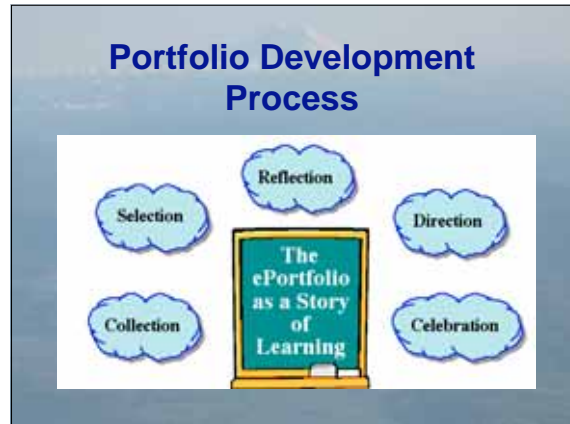 Portfolio Development
Process
Reflection
Selection
Direction
The
ePortfolio
as a Story
of
Learning
Collection
Celebration